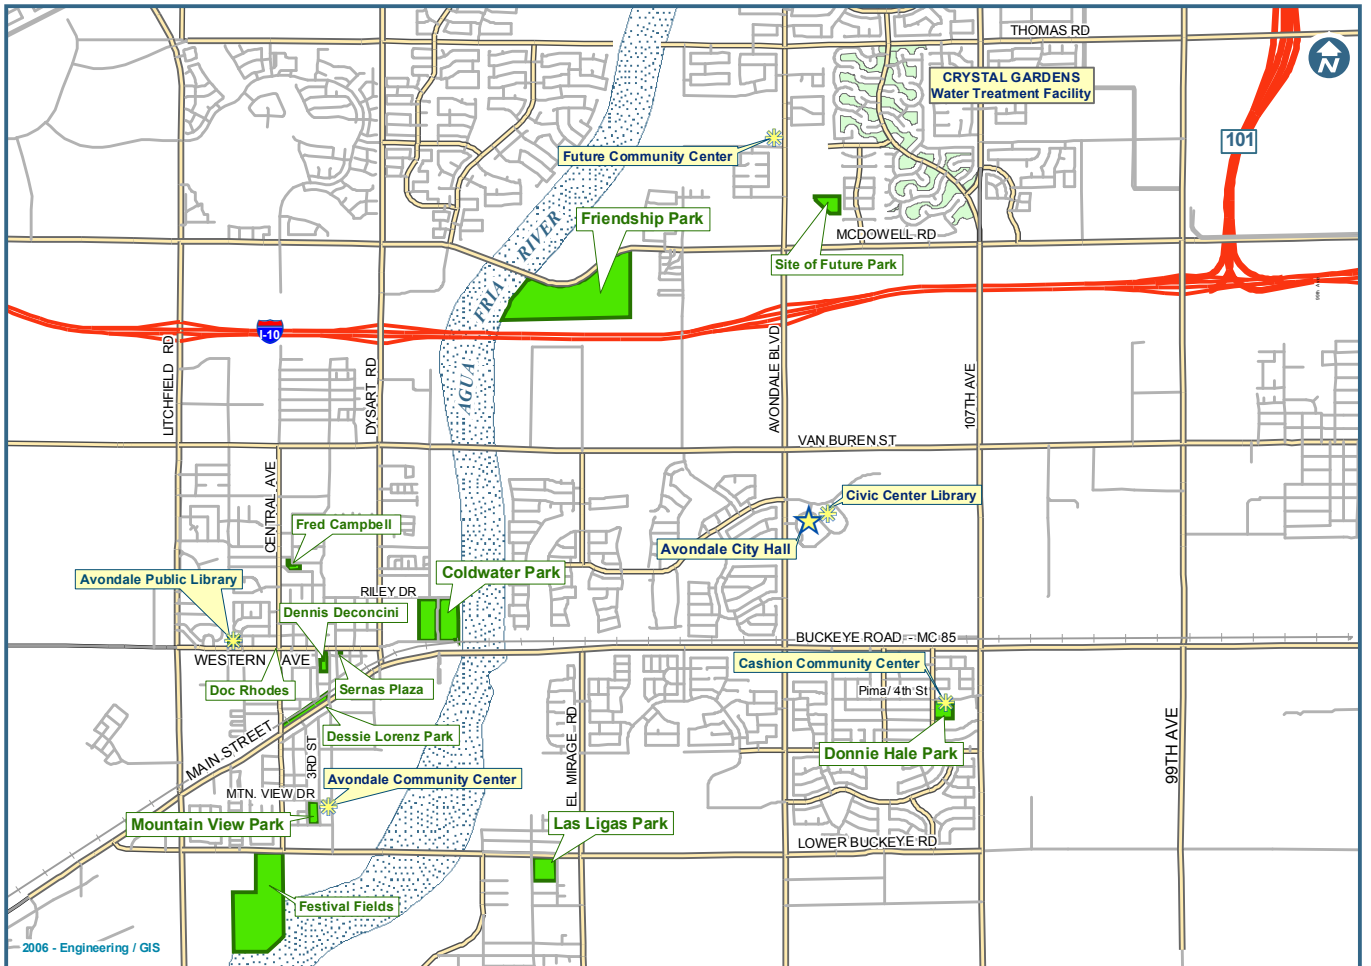 THOMAS RD
N
CRYSTAL GARDENS
Water Treatment Facility
101
Future Community Center
Friendship Park
AGUA FRIA RIVER
MCDOWELL RD
Site of Future Park
I-10
LITCHFIELD RD
DYSART RD
AVONDALE BLVD
107TH AVE
VAN BUREN ST
CENTRAL AVE
Civic Center Library
Fred Campbell
Avondale City Hall
Coldwater Park
Avondale Public Library
RILEY DR
Dennis Deconcini
BUCKEYE ROAD - MC 85
WESTERN AVE
Cashion Community Center
Doc Rhodes
Sernas Plaza
Pima/ 4th St
Dessie Lorenz Park
MAIN STREET
3RD ST
EL MIRAGE RD
Donnie Hale Park
99TH AVE
Avondale Community Center
MTN. VIEW DR
Mountain View Park
Las Ligas Park
LOWER BUCKEYE RD
Festival Fields
2006 - Engineering / GIS